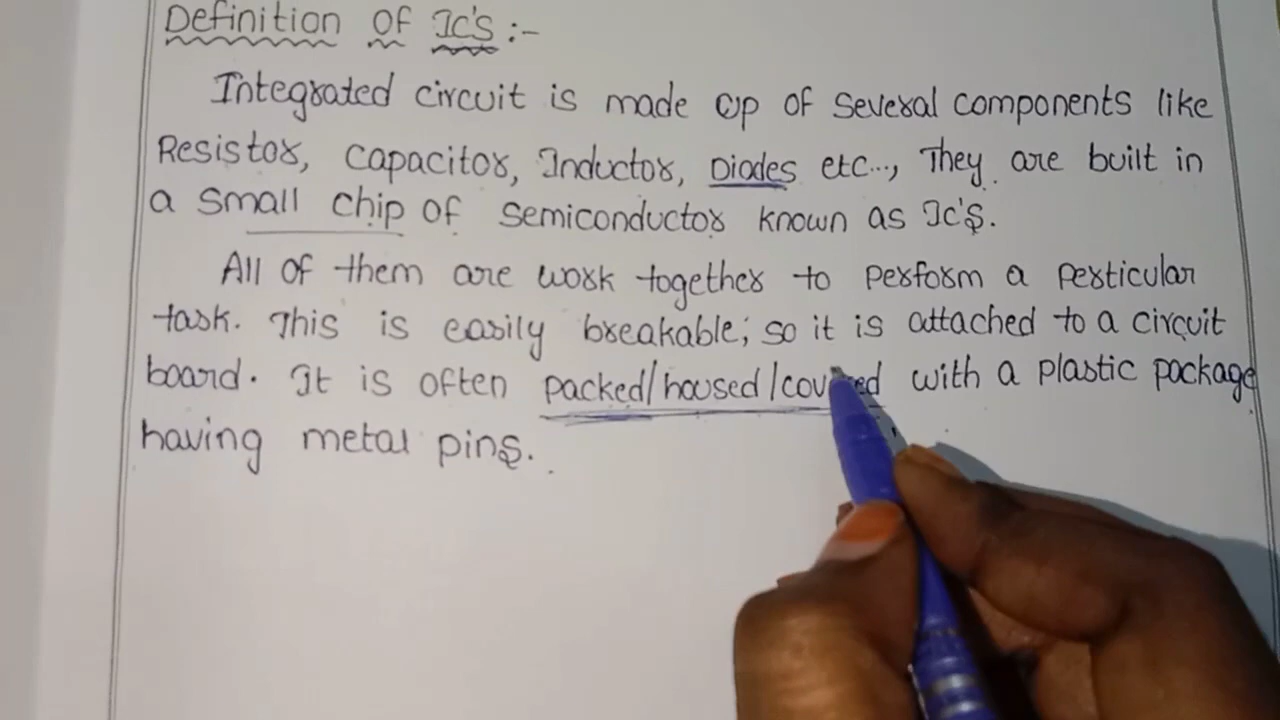 Definition of IC's :-
Integrated circuit is made up of several components like
Resistor, capacitor, Inductor, Diodes etc..., They are built in
a small chip of semiconductor known as IC's.
All of them are work together to perform a perticular
task. This is easily breakable, so it is attached to a circuit
board. It is often packed/housed/covered with a plastic package
having metal pins.